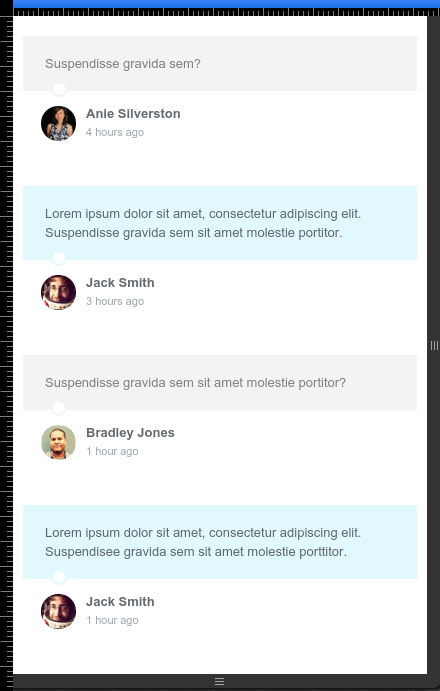 Suspendisse gravida sem?
Anie Silverston
4 hours ago
Lorem ipsum dolor sit amet, consectetur adipiscing elit.
Suspendisse gravida sem sit amet molestie portitor.
Jack Smith
3 hours ago
Suspendisse gravida sem sit amet molestie portitor?
Bradley Jones
1 hour ago
Lorem ipsum dolor sit amet, consectetur adipiscing elit.
Suspendisee gravida sem sit amet molestie porttitor.
Jack Smith
1 hour ago